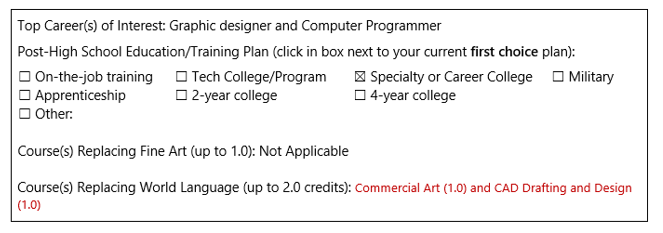 Top Career(s) of Interest: Graphic designer and Computer Programmer
Post-High School Education/Training Plan (click in box next to your current first choice plan):
☐ On-the-job training ☐ Tech College/Program ☒ Specialty or Career College ☐ Military
☐ Apprenticeship ☐ 2-year college ☐ 4-year college
☐ Other:
Course(s) Replacing Fine Art (up to 1.0): Not Applicable
Course(s) Replacing World Language (up to 2.0 credits): Commercial Art (1.0) and CAD Drafting and Design
(1.0)